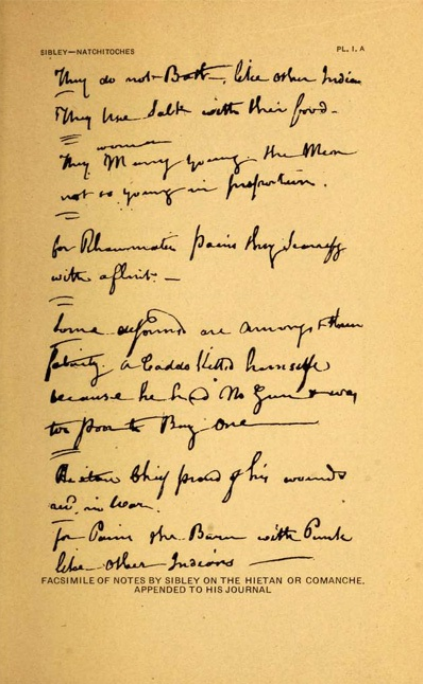 SIBLEY—NATCHITOCHES
PL. I, A
They do not Bath, like other Indian
They Use Salt with their food—
woman
They Marry young. the Men
not so young in proportion.
for Rheumatic pains they Scarify
with a flint. —
Some deformed are amongst them
a Caddo killed himself
because he had No Gun & was
too poor to Buy One
Hietan Chief proud of his wounds
in war.
for Pains the Burn with Punk
like other Indians —
FACSIMILE OF NOTES BY SIBLEY ON THE HIETAN OR COMANCHE,
APPENDED TO HIS JOURNAL